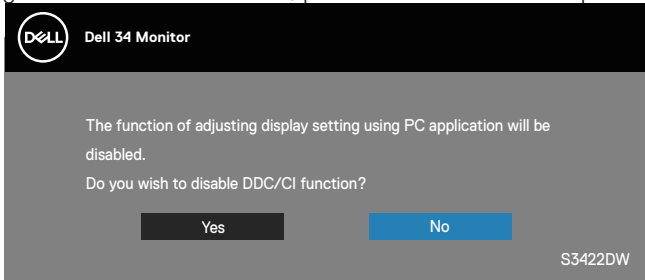 DELL
Dell 34 Monitor
The function of adjusting display setting using PC application will be
disabled.
Do you wish to disable DDC/CI function?
Yes
No
S3422DW